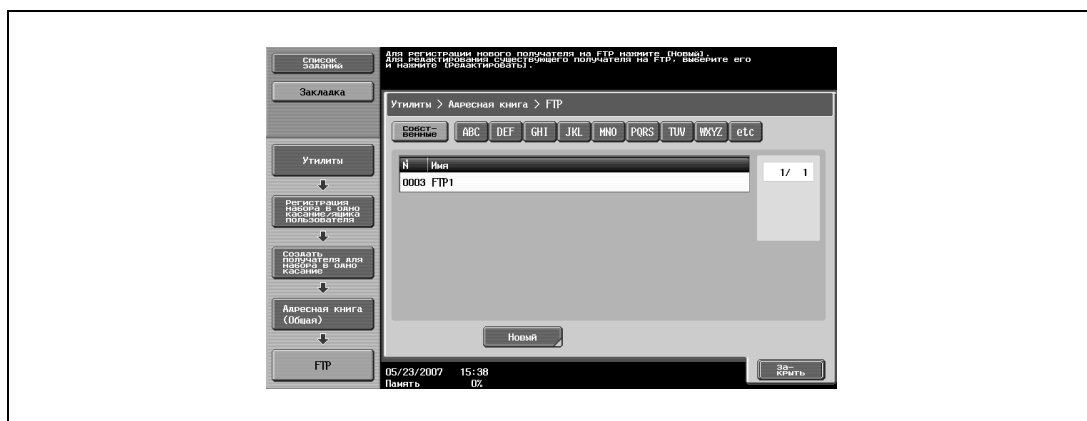 Список
заданий
Закладка
Для регистрации нового получателя на FTP нажмите [Новый].
Для редактирования существующего получателя на FTP, выберите его
и нажмите [Редактировать].
Утилиты > Адресная книга > FTP
Собст-
венные
ABC DEF GHI JKL MNO PQRS TUV WXYZ etc
N Имя
1/ 1
0003 FTP1
Утилиты
Регистрация
набора в одно
касание/ящика
пользователя
Создать
получателя для
набора в одно
касание
Адресная книга
(Общая)
FTP
Новый
05/23/2007 15:38
Память 0%
За-
крыть